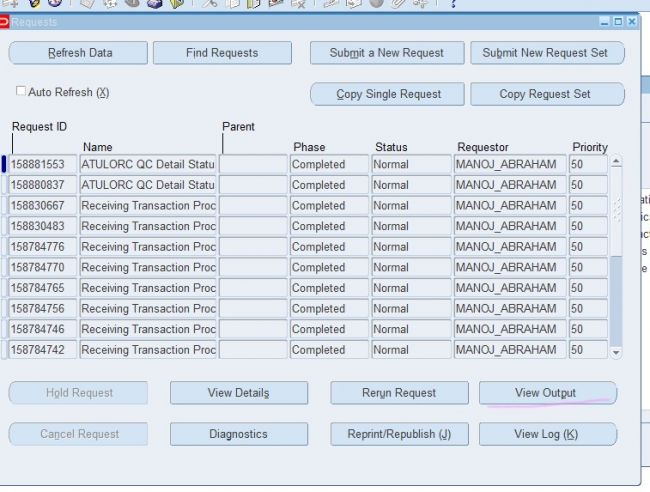 Requests
Refresh Data Find Requests Submit a New Request Submit New Request Set
Auto Refresh (X) Copy Single Request Copy Request Set
Request ID Parent
Name Phase Status Requestor Priority
158881553 ATULORC QC Detail Statu Completed Normal MANOJ_ABRAHAM 50
158880837 ATULORC QC Detail Statu Completed Normal MANOJ_ABRAHAM 50
158830667 Receiving Transaction Proc Completed Normal MANOJ_ABRAHAM 50
158830483 Receiving Transaction Proc Completed Normal MANOJ_ABRAHAM 50
158784776 Receiving Transaction Proc Completed Normal MANOJ_ABRAHAM 50
158784770 Receiving Transaction Proc Completed Normal MANOJ_ABRAHAM 50
158784765 Receiving Transaction Proc Completed Normal MANOJ_ABRAHAM 50
158784756 Receiving Transaction Proc Completed Normal MANOJ_ABRAHAM 50
158784746 Receiving Transaction Proc Completed Normal MANOJ_ABRAHAM 50
158784742 Receiving Transaction Proc Completed Normal MANOJ_ABRAHAM 50
Hold Request View Details Rerun Request View Output
Cancel Request Diagnostics Reprint/Republish (J) View Log (K)